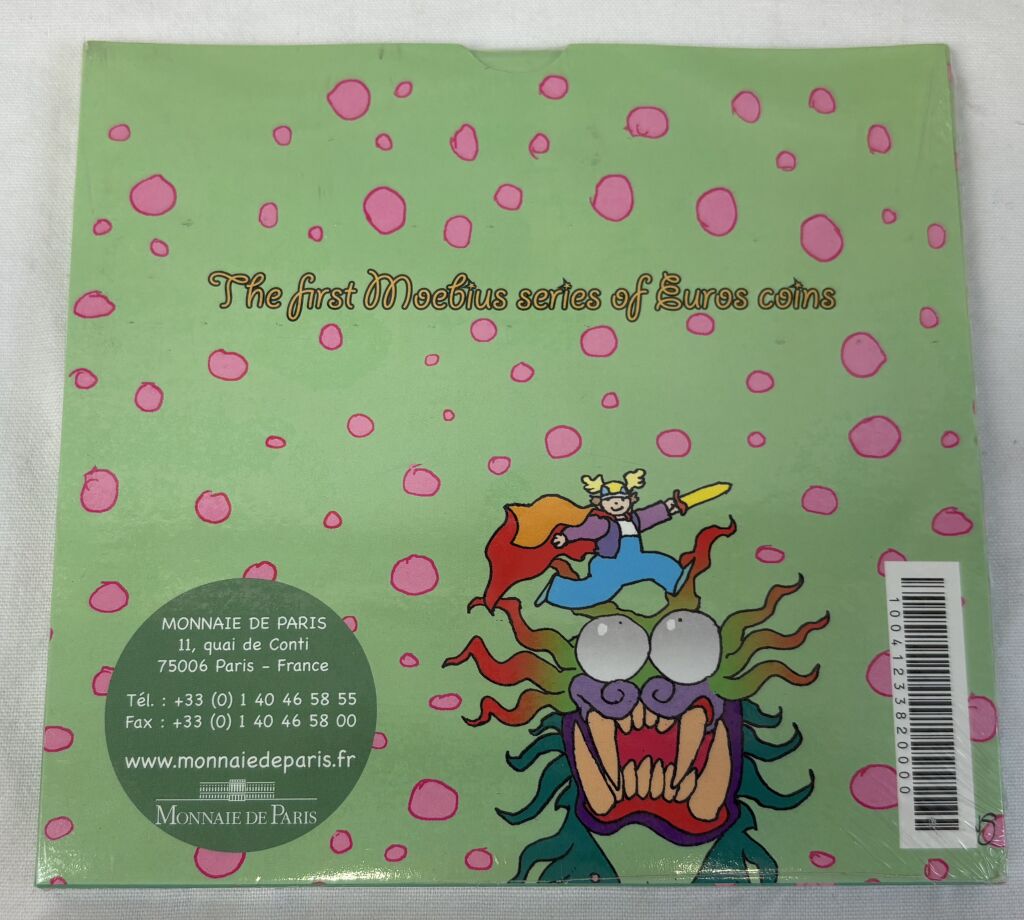 The first Moebius series of Euros coins
MONNAIE DE PARIS
11, quai de Conti
75006 Paris - France
Tél. : +33 (0) 1 40 46 58 55
Fax : +33 (0) 1 40 46 58 00
www.monnaiedeparis.fr
MONNAIE DE PARIS
10041233820000